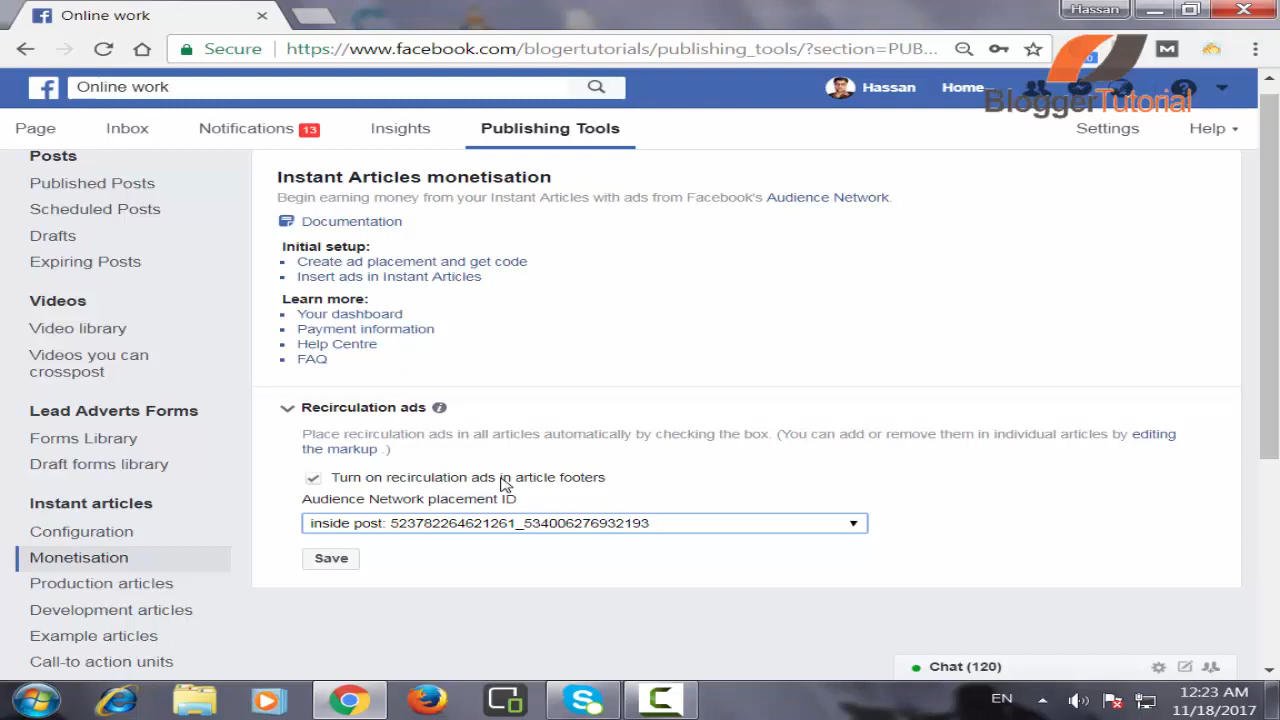 Online work
Hassan
Secure
https://www.facebook.com/blogertutorials/publishing_tools/?section=PUB...
Online work
Hassan
Home
BloggerTutorial
Page
Inbox
Notifications 13
Insights
Publishing Tools
Settings
Help
Posts
Published Posts
Scheduled Posts
Drafts
Expiring Posts
Videos
Video library
Videos you can
crosspost
Lead Adverts Forms
Forms Library
Draft forms library
Instant articles
Configuration
Monetisation
Production articles
Development articles
Example articles
Call-to action units
Instant Articles monetisation
Begin earning money from your Instant Articles with ads from Facebook's Audience Network.
Documentation
Initial setup:
Create ad placement and get code
Insert ads in Instant Articles
Learn more:
Your dashboard
Payment information
Help Centre
FAQ
Recirculation ads
Place recirculation ads in all articles automatically by checking the box. (You can add or remove them in individual articles by editing
the markup .)
Turn on recirculation ads in article footers
Audience Network placement ID
inside post: 523782264621261_534006276932193
Save
Chat (120)
EN
12:23 AM
11/18/2017